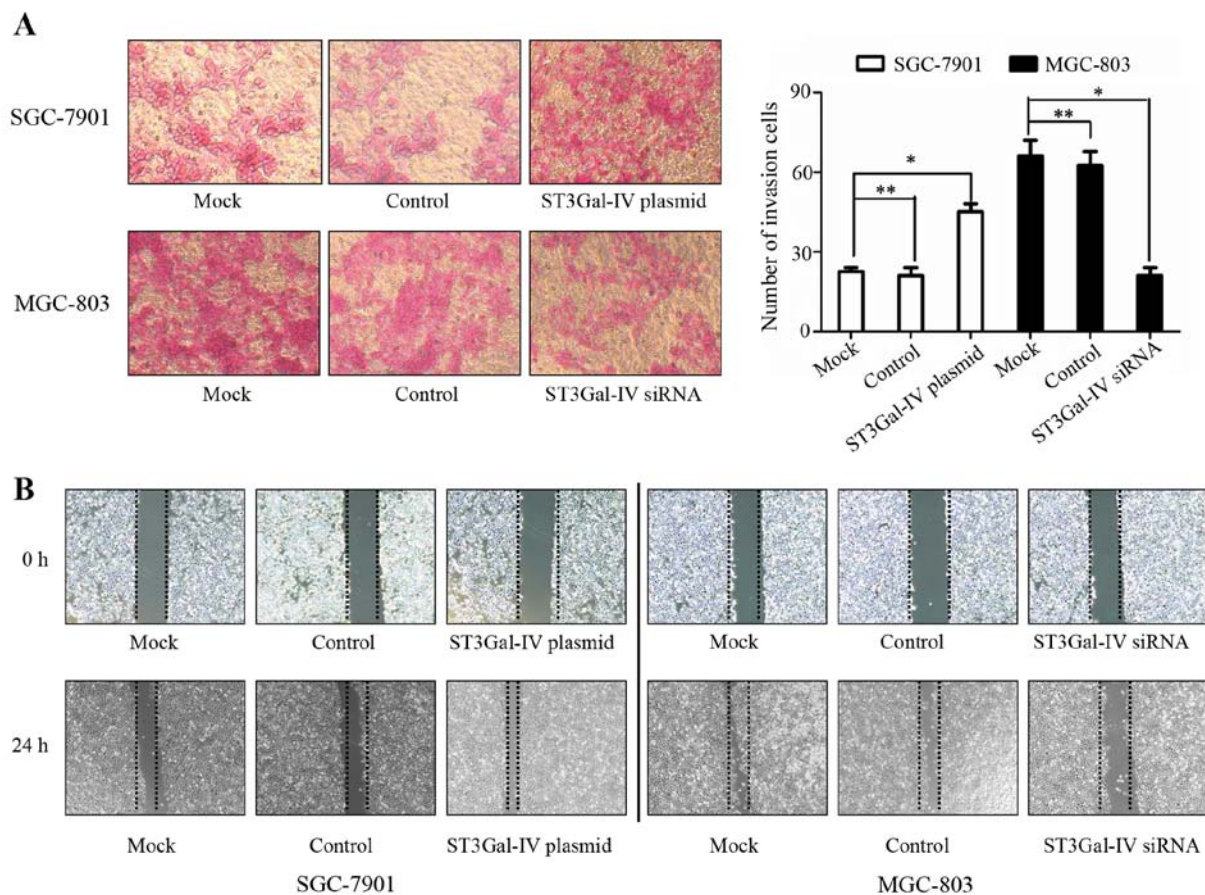 A
SGC-7901
Mock
Control
ST3Gal-IV plasmid
MGC-803
Mock
Control
ST3Gal-IV siRNA
SGC-7901
MGC-803
Number of invasion cells
90
60
30
0
*
**
*
**
Mock
Control
ST3Gal-IV plasmid
Mock
Control
ST3Gal-IV siRNA
B
0 h
Mock
Control
ST3Gal-IV plasmid
Mock
Control
ST3Gal-IV siRNA
24 h
Mock
Control
ST3Gal-IV plasmid
Mock
Control
ST3Gal-IV siRNA
SGC-7901
MGC-803